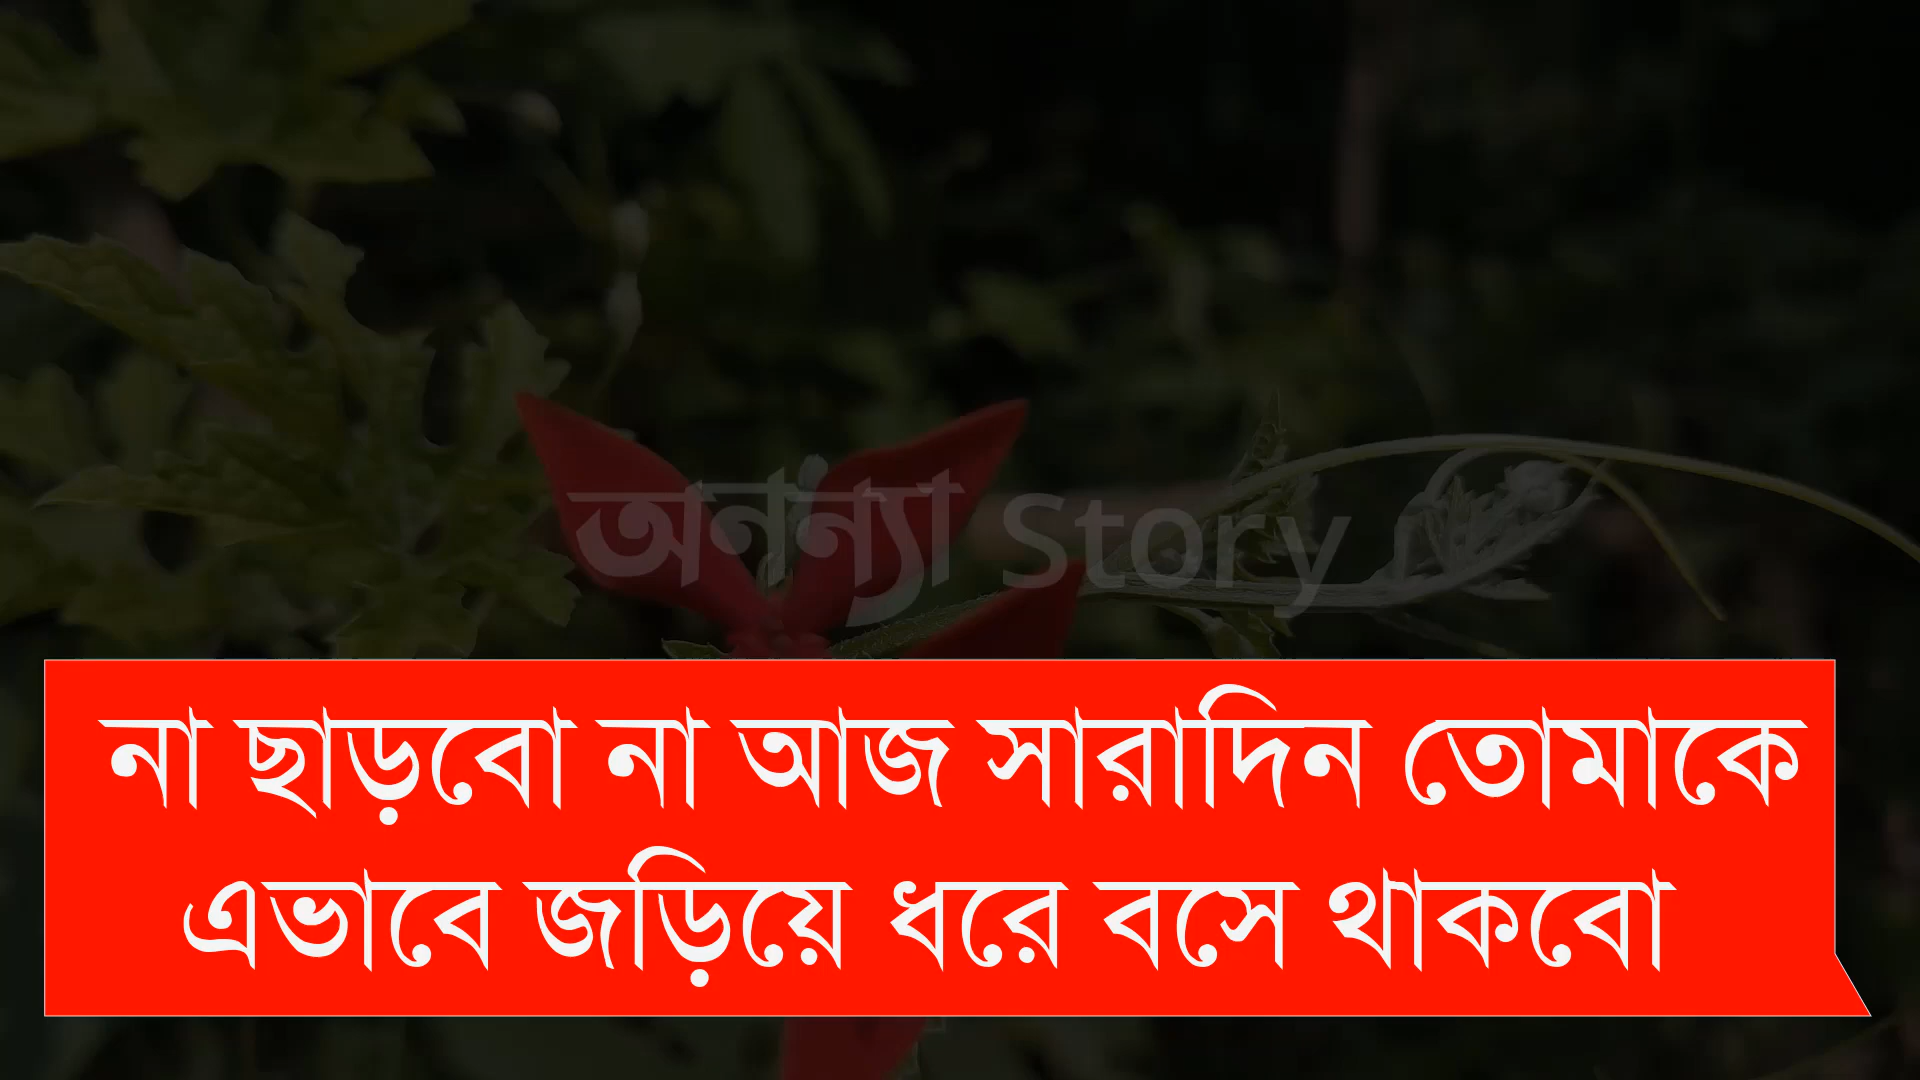 অনন্যা Story
না ছাড়বো না আজ সারাদিন তোমাকে
এভাবে জড়িয়ে ধরে বসে থাকবো